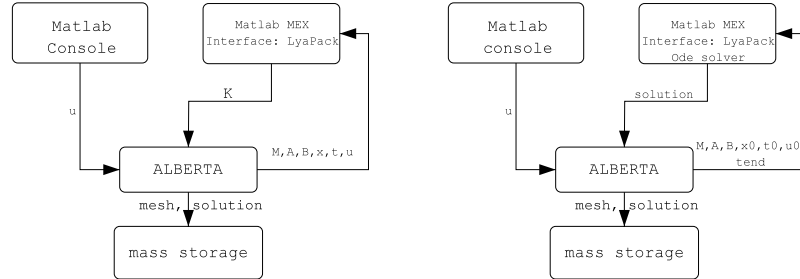 Matlab
Console
Matlab MEX
Interface: LyaPack
K
u
M,A,B,x,t,u
ALBERTA
mesh, solution
mass storage
Matlab
console
Matlab MEX
Interface: LyaPack
Ode solver
solution
u
M,A,B,x0,t0,u0
tend
ALBERTA
mesh, solution
mass storage